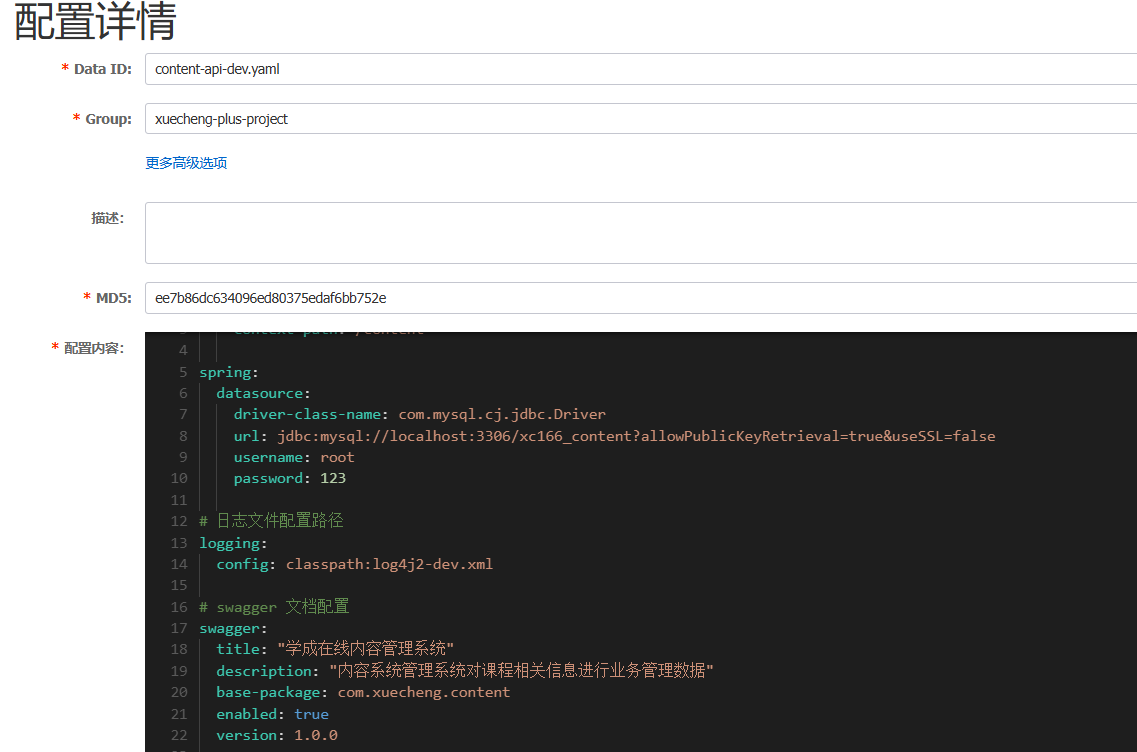 配置详情
* Data ID: content-api-dev.yaml
* Group: xuecheng-plus-project
更多高级选项
描述:
* MD5: ee7b86dc634096ed80375edaf6bb752e
* 配置内容:
4
5 spring:
6 datasource:
7 driver-class-name: com.mysql.cj.jdbc.Driver
8 url: jdbc:mysql://localhost:3306/xc166_content?allowPublicKeyRetrieval=true&useSSL=false
9 username: root
10 password: 123
11
12 # 日志文件配置路径
13 logging:
14 config: classpath:log4j2-dev.xml
15
16 # swagger 文档配置
17 swagger:
18 title: "学成在线内容管理系统"
19 description: "内容系统管理系统对课程相关信息进行业务管理数据"
20 base-package: com.xuecheng.content
21 enabled: true
22 version: 1.0.0